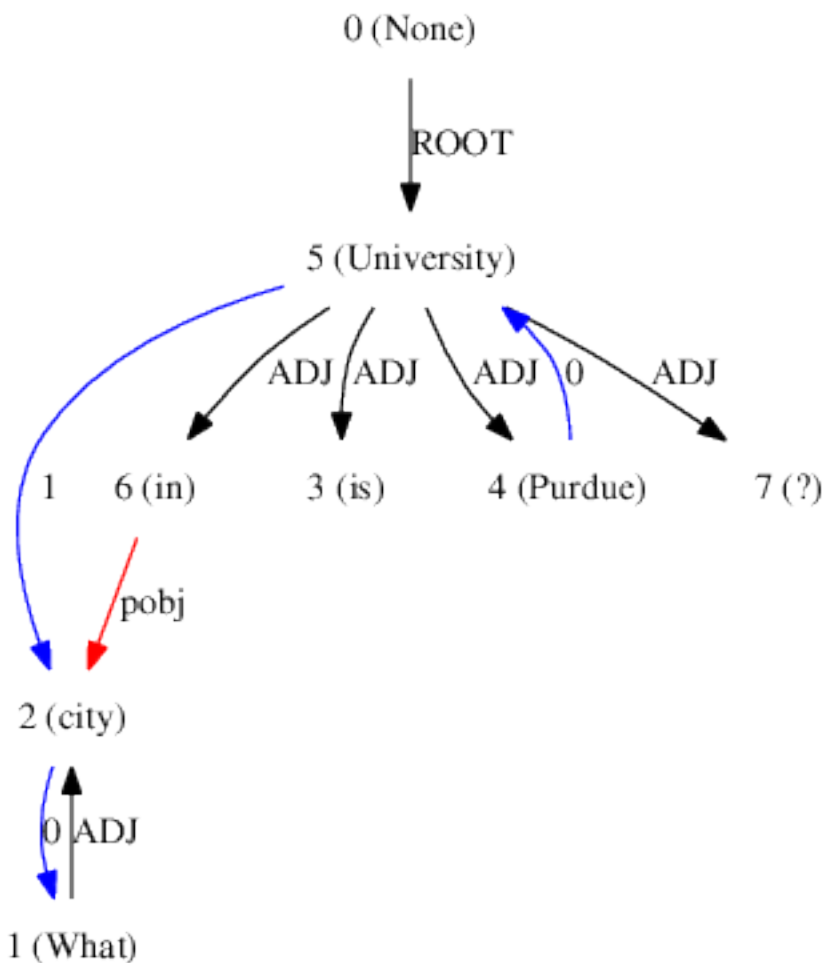 0 (None)
ROOT
5 (University)
ADJ ADJ ADJ 0 ADJ
1 6 (in) 3 (is) 4 (Purdue) 7 (?)
pobj
2 (city)
0 ADJ
1 (What)